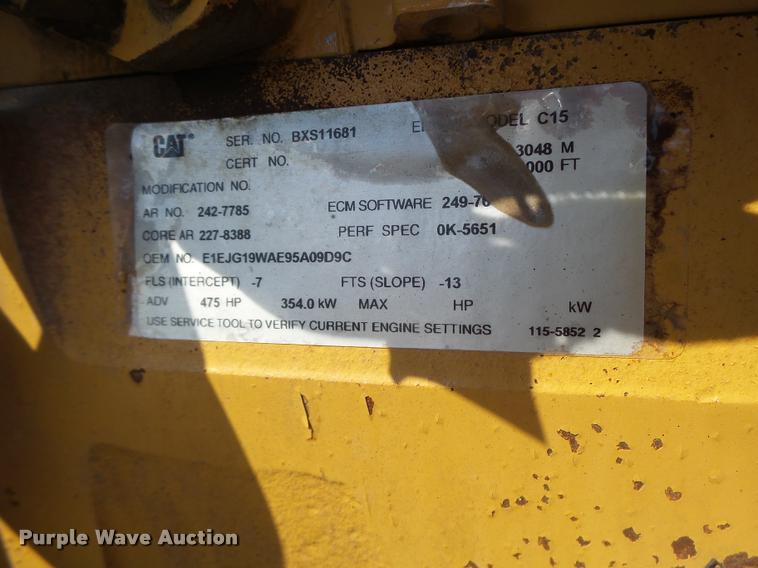 CAT SER. NO. BXS11681 MODEL C15
CERT NO. 3048 M
000 FT
MODIFICATION NO.
AR NO. 242-7785 ECM SOFTWARE
CORE AR 227-8388 PERF SPEC 0K-5651
OEM NO. E1EJG19WAE95A09D9C
FLS (INTERCEPT) -7 FTS (SLOPE) -13
ADV 475 HP 354.0 kW MAX HP kW
USE SERVICE TOOL TO VERIFY CURRENT ENGINE SETTINGS 115-5852 2
Purple Wave Auction